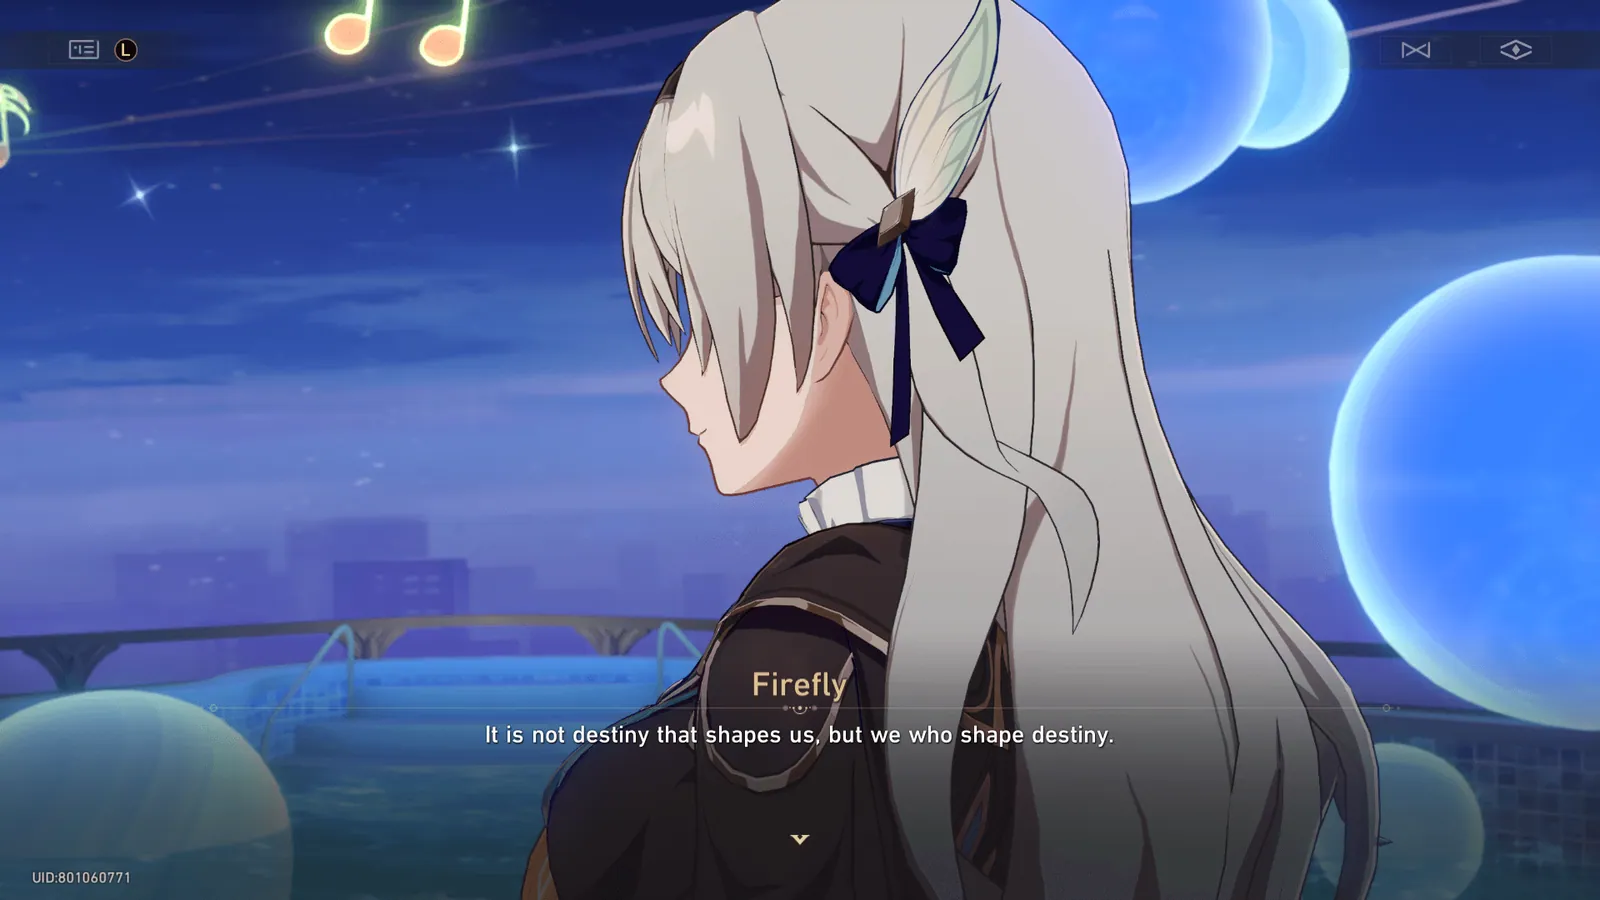 L
Firefly
It is not destiny that shapes us, but we who shape destiny.
UID:801060771